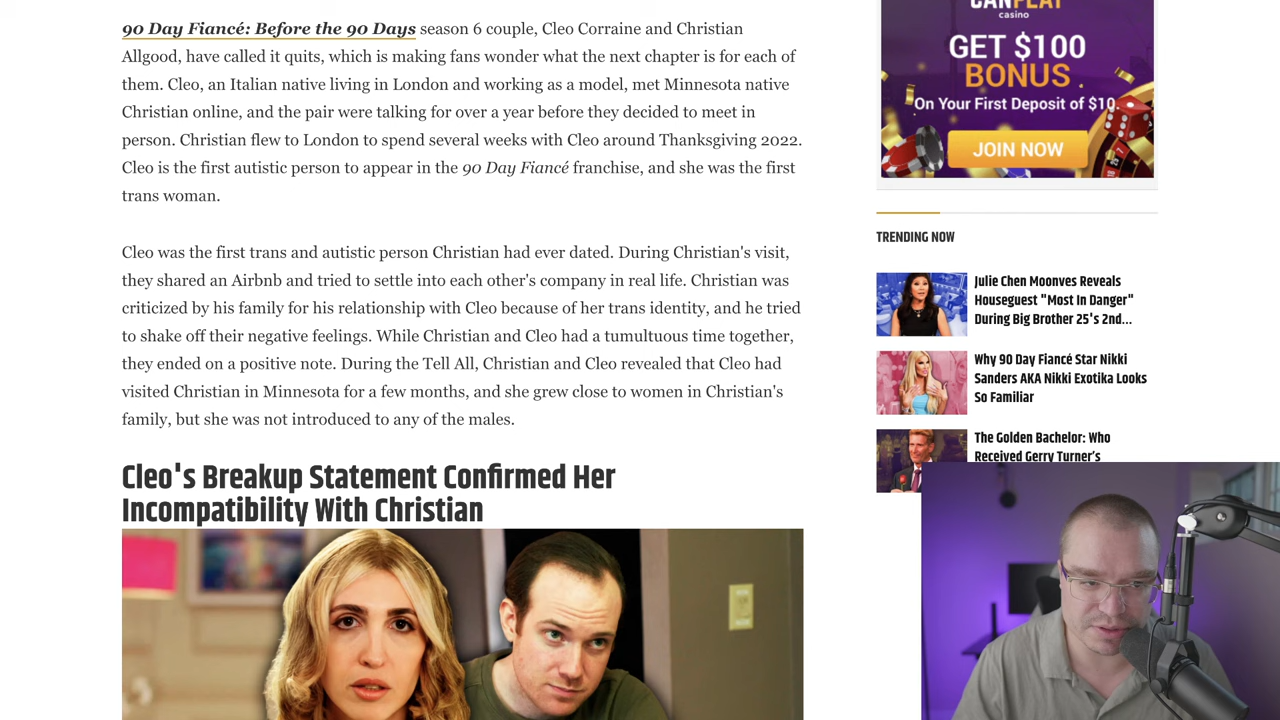 90 Day Fiancé: Before the 90 Days season 6 couple, Cleo Corraine and Christian
Allgood, have called it quits, which is making fans wonder what the next chapter is for each of
them. Cleo, an Italian native living in London and working as a model, met Minnesota native
Christian online, and the pair were talking for over a year before they decided to meet in
person. Christian flew to London to spend several weeks with Cleo around Thanksgiving 2022.
Cleo is the first autistic person to appear in the 90 Day Fiancé franchise, and she was the first
trans woman.
Cleo was the first trans and autistic person Christian had ever dated. During Christian's visit,
they shared an Airbnb and tried to settle into each other's company in real life. Christian was
criticized by his family for his relationship with Cleo because of her trans identity, and he tried
to shake off their negative feelings. While Christian and Cleo had a tumultuous time together,
they ended on a positive note. During the Tell All, Christian and Cleo revealed that Cleo had
visited Christian in Minnesota for a few months, and she grew close to women in Christian's
family, but she was not introduced to any of the males.
Cleo's Breakup Statement Confirmed Her
Incompatibility With Christian
casino
GET $100
BONUS
On Your First Deposit of $10.
JOIN NOW
TRENDING NOW
Julie Chen Moonves Reveals
Houseguest "Most In Danger"
During Big Brother 25's 2nd...
Why 90 Day Fiancé Star Nikki
Sanders AKA Nikki Exotika Looks
So Familiar
The Golden Bachelor: Who
Received Gerry Turner's